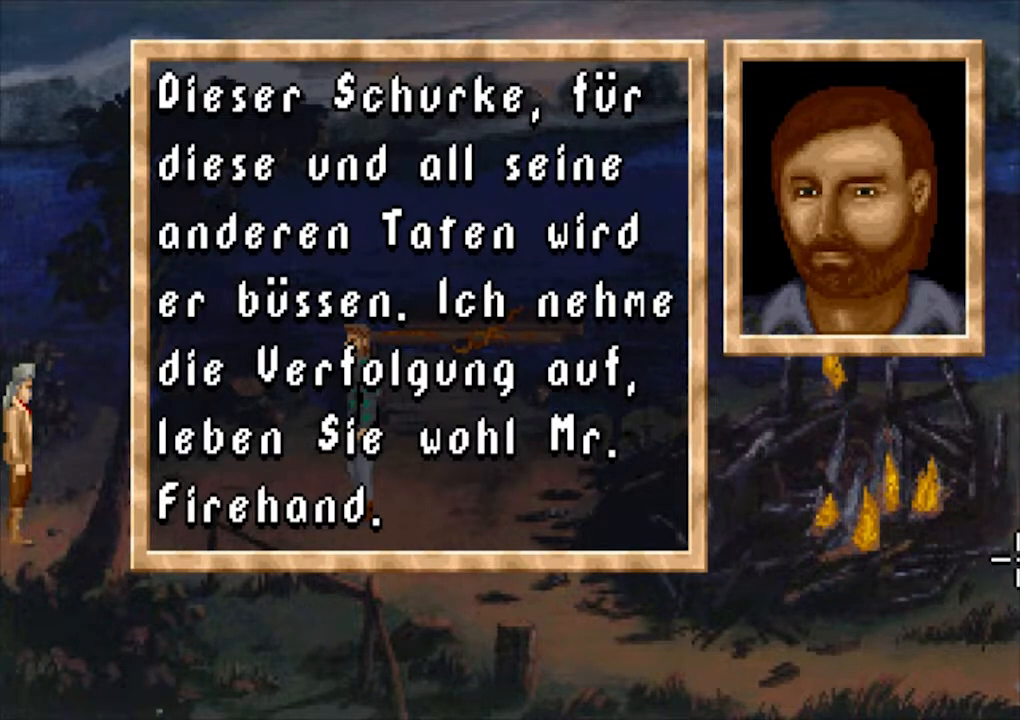 Dieser Schurke, für
diese und all seine
anderen Taten wird
er büssen. Ich nehme
die Verfolgung auf,
leben Sie wohl Mr.
Firehand.